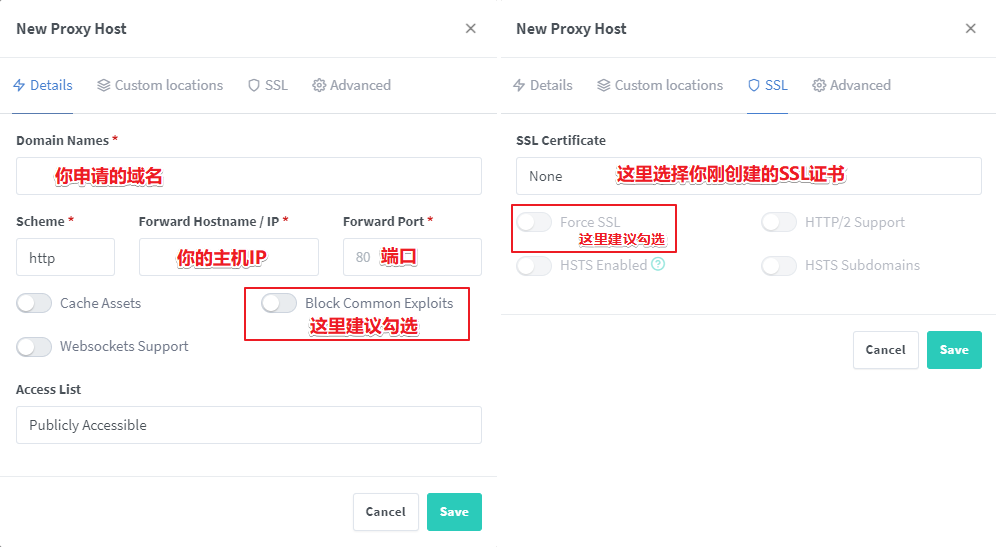 New Proxy Host
Details Custom locations SSL Advanced
Domain Names *
你申请的域名
Scheme * Forward Hostname / IP * Forward Port *
http 你的主机IP 80 端口
Cache Assets Block Common Exploits
这里建议勾选
Websockets Support
Access List
Publicly Accessible
Cancel Save
New Proxy Host
Details Custom locations SSL Advanced
SSL Certificate
None 这里选择你刚创建的SSL证书
Force SSL HTTP/2 Support
这里建议勾选
HSTS Enabled HSTS Subdomains
Cancel Save